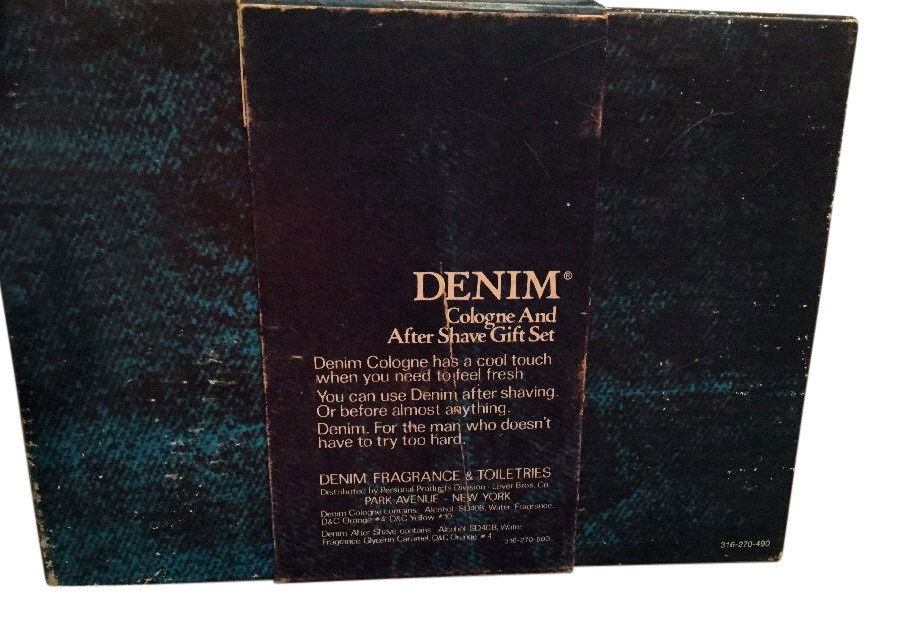 DENIM®
Cologne And
After Shave Gift Set
Denim Cologne has a cool touch
when you need to feel fresh
You can use Denim after shaving.
Or before almost anything.
Denim. For the man who doesn't
have to try too hard.
DENIM FRAGRANCE & TOILETRIES
Distributed by Personal Products Division - Lever Bros. Co.
PARK AVENUE - NEW YORK
Denim Cologne contains: Alcohol SD40B, Water, Fragrance,
D&C Orange #4, D&C Yellow #10
Denim After Shave contains: Alcohol SD40B, Water
Fragrance, Glycerin Caramel, D&C Orange #4
316-270-500
316-270-490